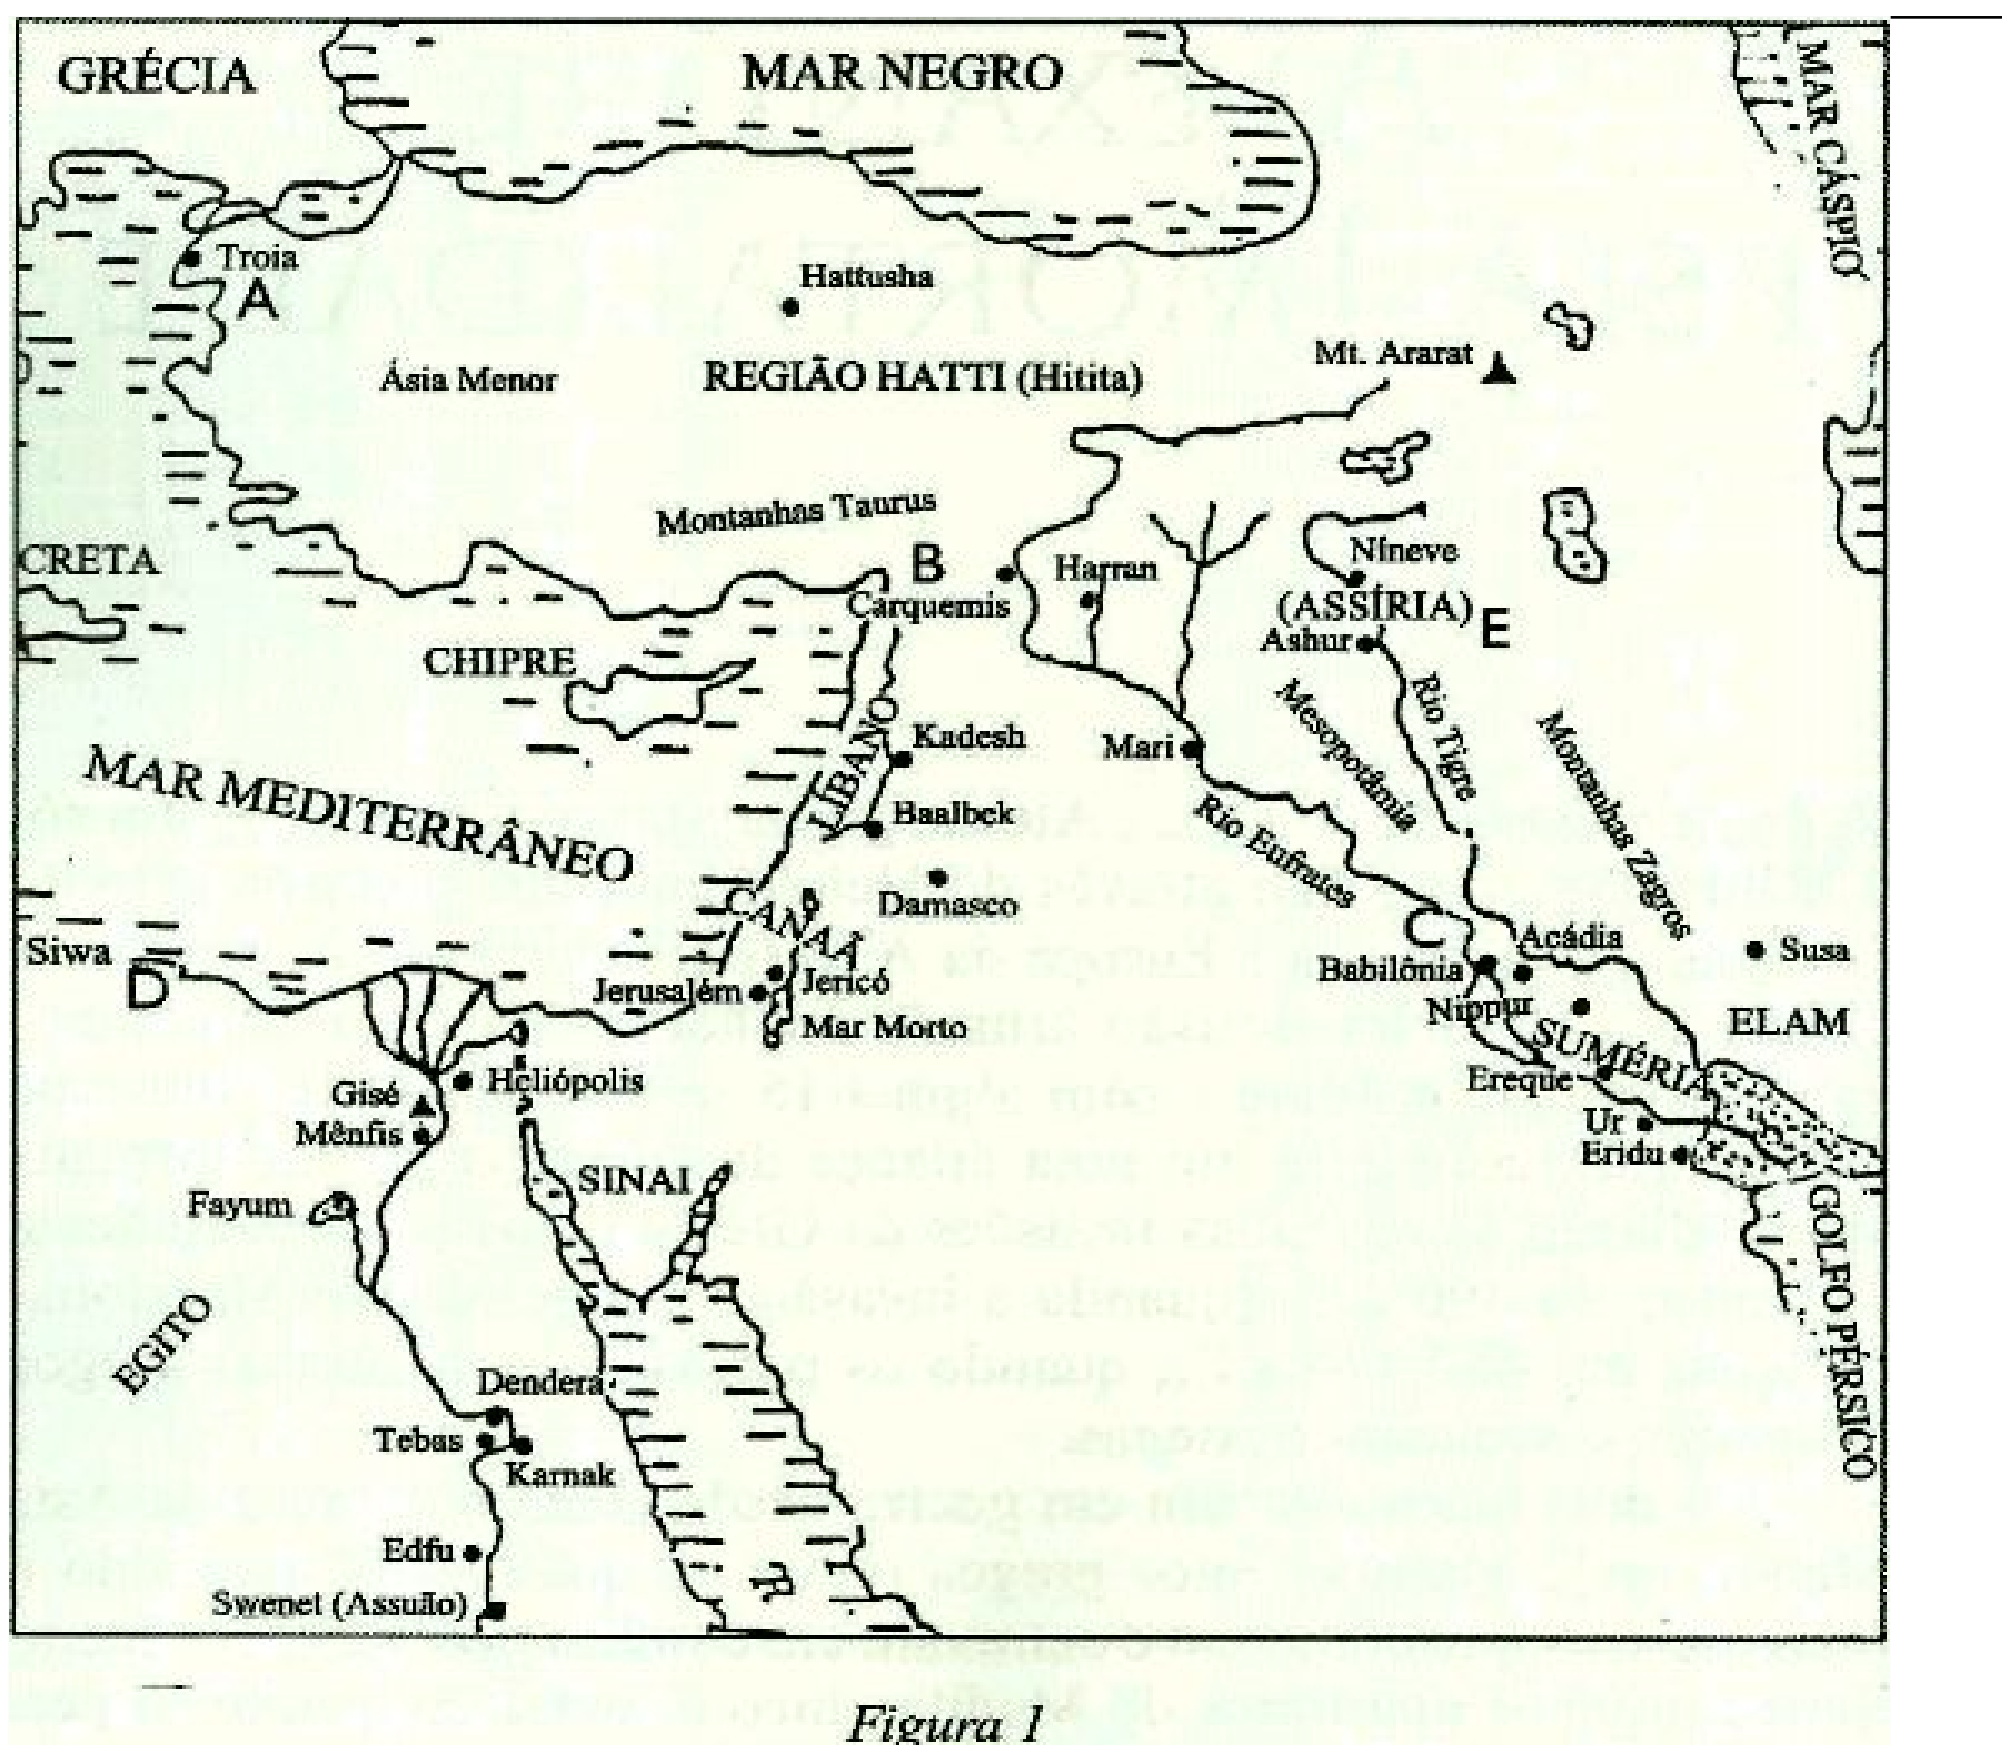 GRÉCIA
MAR NEGRO
MAR CÁSPIO
Troia
A
Hattusha
Mt. Ararat
Ásia Menor
REGIÃO HATTI (Hitita)
Montanhas Taurus
CRETA
B
Harran
Níneve
Carquemis
(ASSÍRIA)
E
Ashur
CHIPRE
Rio Tigre
Mesopotâmia
Montanhas Zagros
LÍBANO
Kadesh
Mari
MAR MEDITERRÂNEO
Baalbek
Rio Eufrates
Damasco
CANAÃ
C
Siwa
D
Acádia
Susa
Babilônia
Jericó
Jerusalém
Nippur
Mar Morto
SUMÉRIA
ELAM
Ereque
Heliópolis
Gisé
Mênfis
Ur
Eridu
SINAI
Fayum
GOLFO PÉRSICO
EGITO
Dendera
Tebas
Karnak
Edfu
R
Swenet (Assuão)
Figura 1